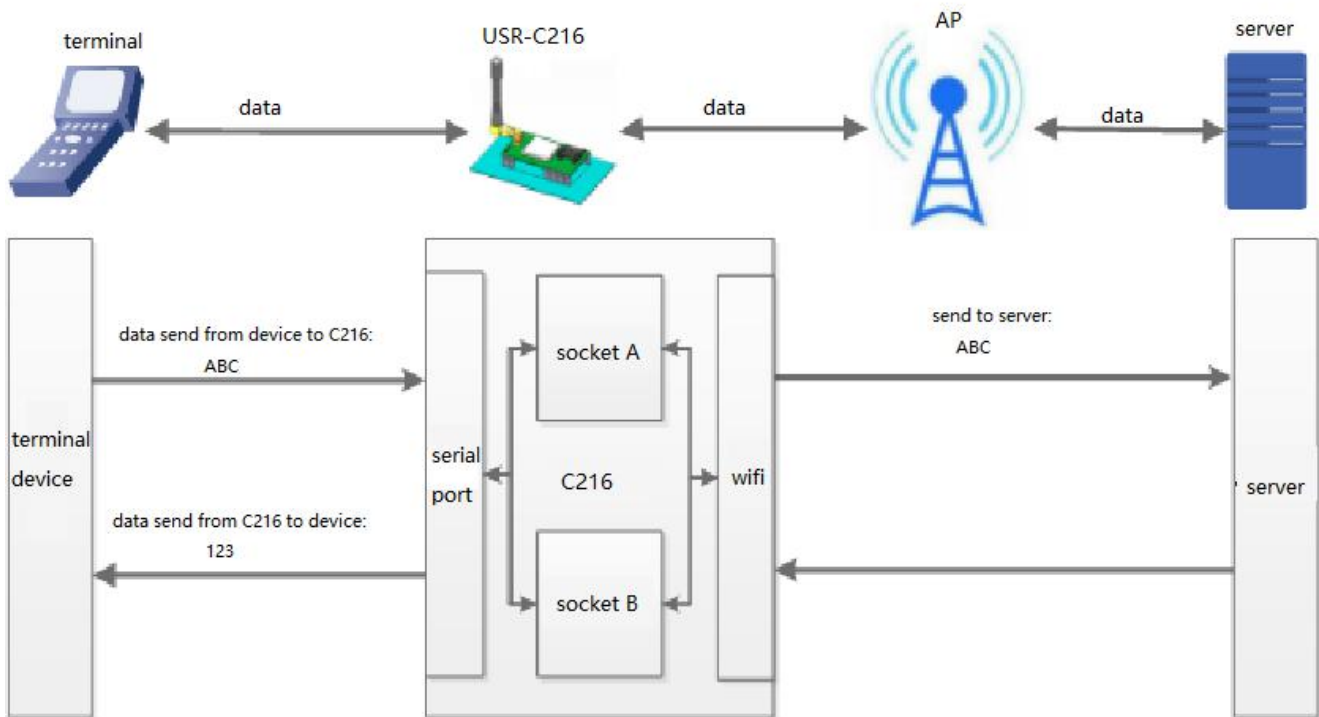 terminal
USR-C216
AP
server
data
data
data
data send from device to C216:
ABC
send to server:
ABC
socket A
terminal
device
serial
port
C216
wifi
server
data send from C216 to device:
123
socket B